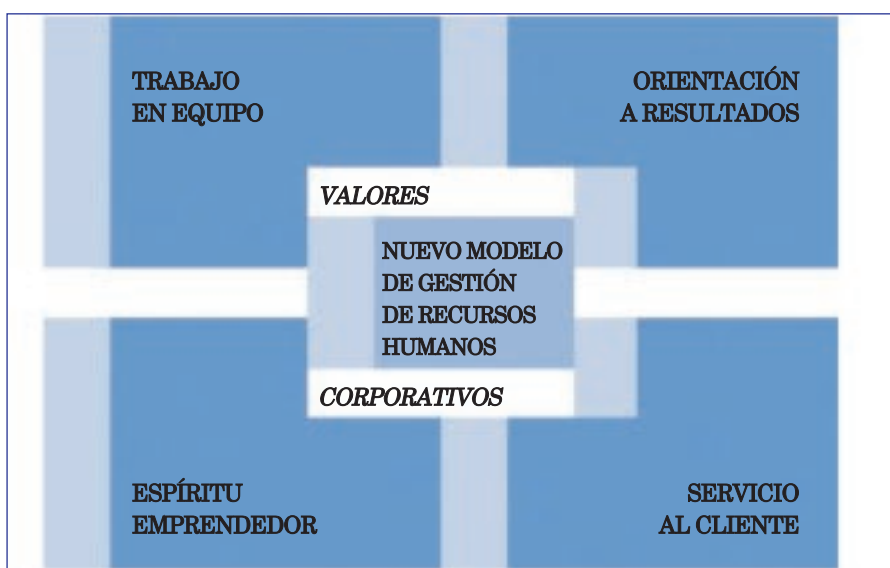 TRABAJO
EN EQUIPO
ORIENTACIÓN
A RESULTADOS
VALORES
NUEVO MODELO
DE GESTIÓN
DE RECURSOS
HUMANOS
CORPORATIVOS
ESPÍRITU
EMPRENDEDOR
SERVICIO
AL CLIENTE